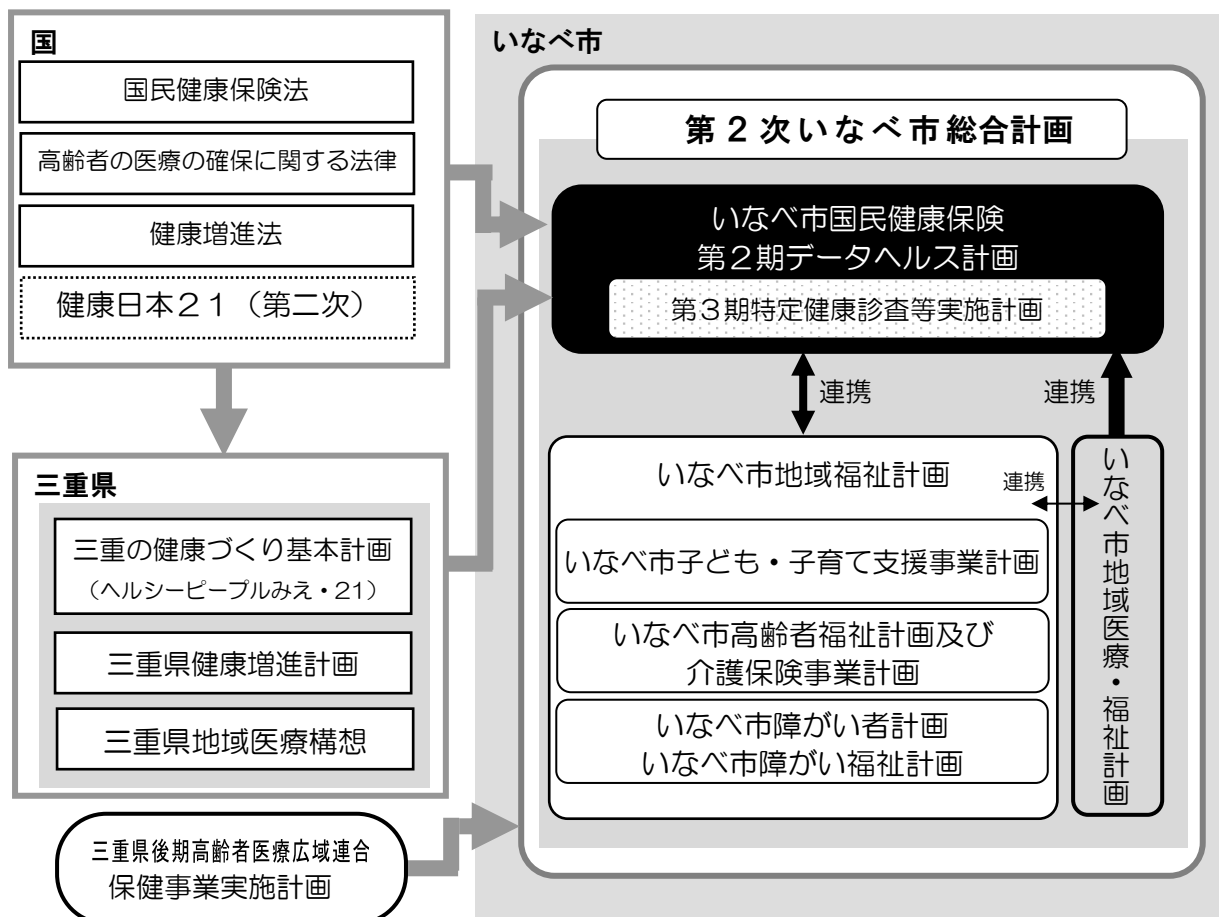 国
国民健康保険法
高齢者の医療の確保に関する法律
健康増進法
健康日本２１（第二次）
三重県
三重の健康づくり基本計画
（ヘルシーピープルみえ・21）
三重県健康増進計画
三重県地域医療構想
三重県後期高齢者医療広域連合
保健事業実施計画
いなべ市
第２次いなべ市総合計画
いなべ市国民健康保険
第２期データヘルス計画
第３期特定健康診査等実施計画
連携
連携
いなべ市地域福祉計画
連携
いなべ市子ども・子育て支援事業計画
いなべ市高齢者福祉計画及び
介護保険事業計画
いなべ市障がい者計画
いなべ市障がい福祉計画
いなべ市地域医療・福祉計画